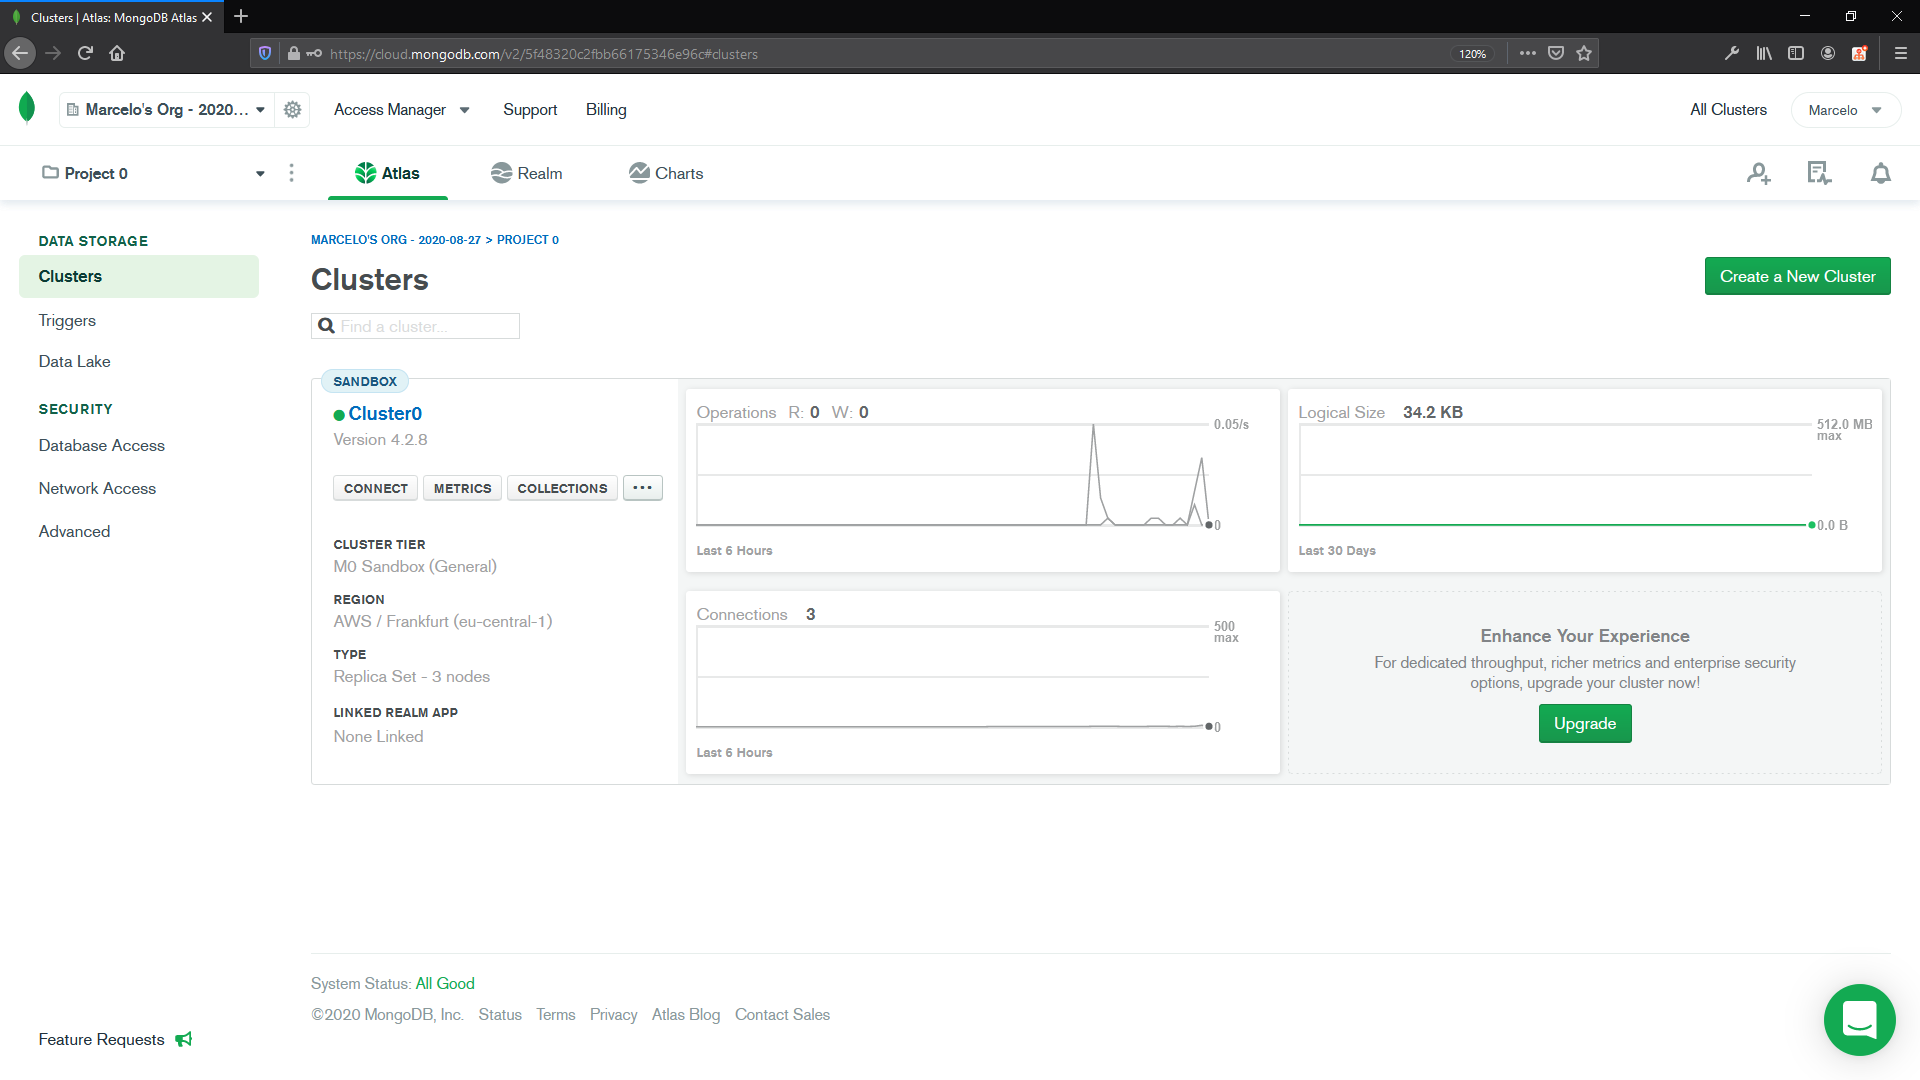 Clusters | Atlas: MongoDB Atlas
https://cloud.mongodb.com/v2/5f48320c2fbb66175346e96c#clusters
120%
Marcelo's Org - 2020...
Access Manager
Support
Billing
All Clusters
Marcelo
Project 0
Atlas
Realm
Charts
DATA STORAGE
Clusters
Triggers
Data Lake
SECURITY
Database Access
Network Access
Advanced
Feature Requests
MARCELO'S ORG - 2020-08-27 > PROJECT 0
Clusters
Create a New Cluster
Find a cluster...
SANDBOX
Cluster0
Version 4.2.8
CONNECT
METRICS
COLLECTIONS
...
CLUSTER TIER
M0 Sandbox (General)
REGION
AWS / Frankfurt (eu-central-1)
TYPE
Replica Set - 3 nodes
LINKED REALM APP
None Linked
Operations R: 0 W: 0
0.05/s
0
Last 6 Hours
Logical Size 34.2 KB
512.0 MB
max
0.0 B
Last 30 Days
Connections 3
500
max
0
Last 6 Hours
Enhance Your Experience
For dedicated throughput, richer metrics and enterprise security
options, upgrade your cluster now!
Upgrade
System Status: All Good
©2020 MongoDB, Inc. Status Terms Privacy Atlas Blog Contact Sales